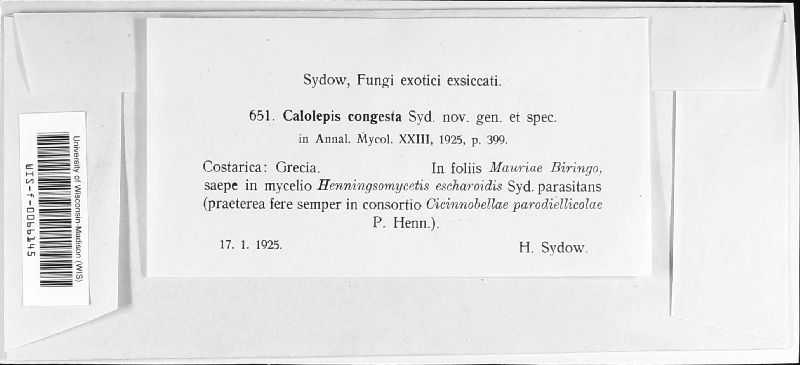 Sydow, Fungi exotici exsiccati.
651. Calolepis congesta Syd. nov. gen. et spec.
in Annal. Mycol. XXIII, 1925, p. 399.
Costarica: Grecia. In foliis Mauriae Biringo,
saepe in mycelio Henningsomycetis escharoidis Syd. parasitans
(praeterea fere semper in consortio Cicinnobellae parodiellicolae
P. Henn.).
17. 1. 1925. H. Sydow.
University of Wisconsin-Madison (WIS)
WIS-f-0066145